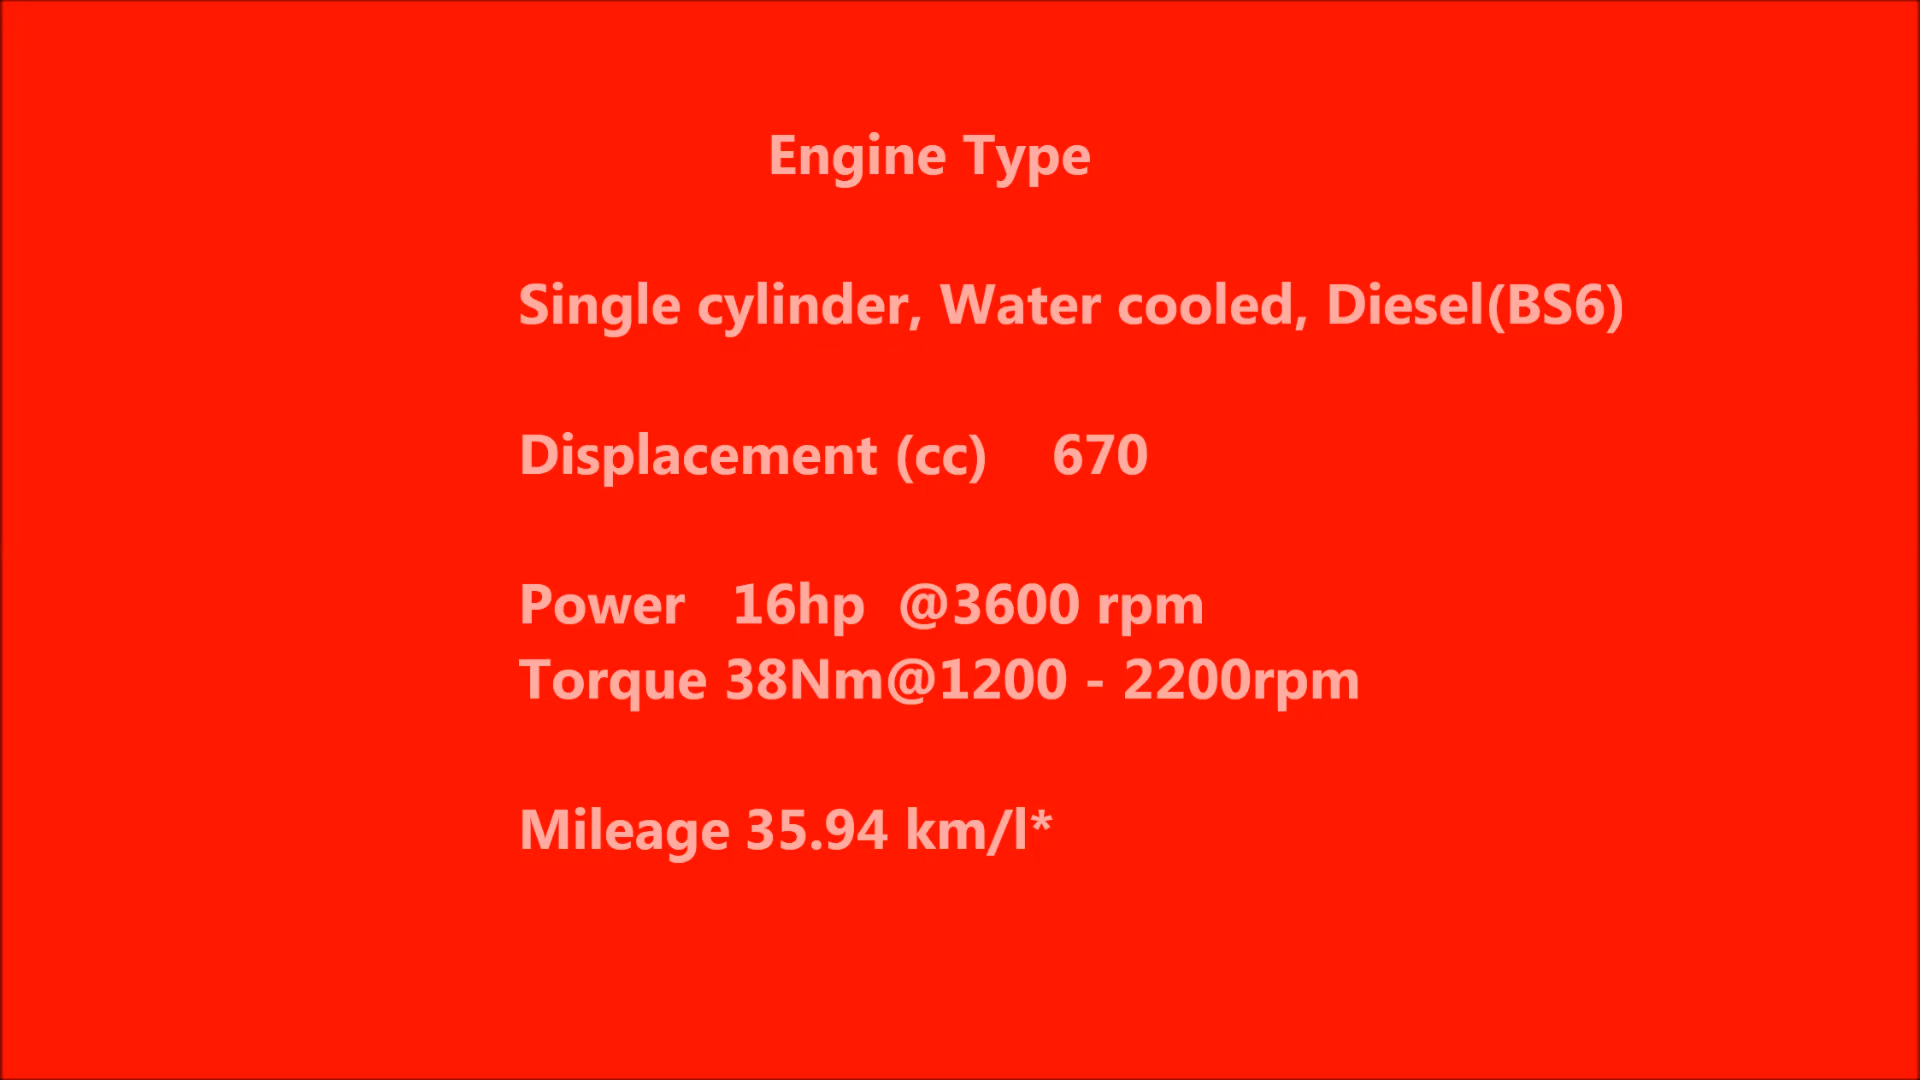 Engine Type
Single cylinder, Water cooled, Diesel(BS6)
Displacement (cc) 670
Power 16hp @3600 rpm
Torque 38Nm@1200 - 2200rpm
Mileage 35.94 km/l*